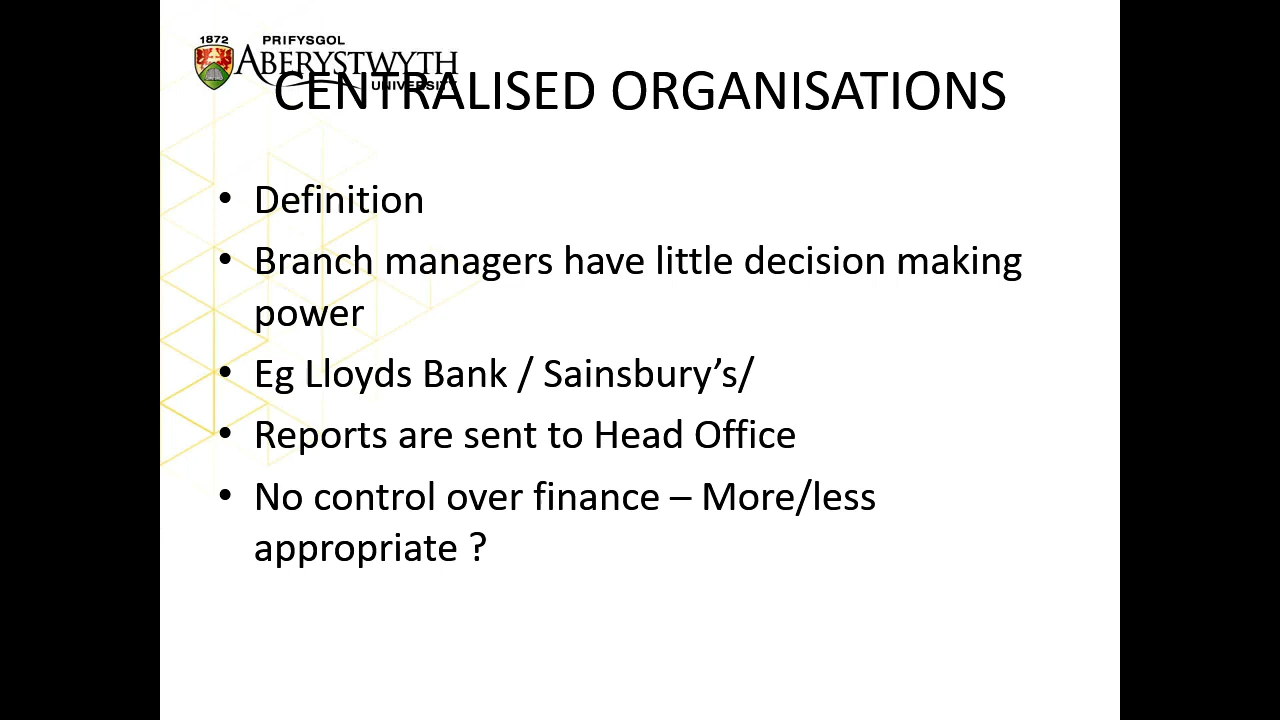 1872 PRIFYSGOL
ABERYSTWYTH
UNIVERSITY
CENTRALISED ORGANISATIONS
• Definition
• Branch managers have little decision making
power
• Eg Lloyds Bank / Sainsbury’s/
• Reports are sent to Head Office
• No control over finance – More/less
appropriate ?